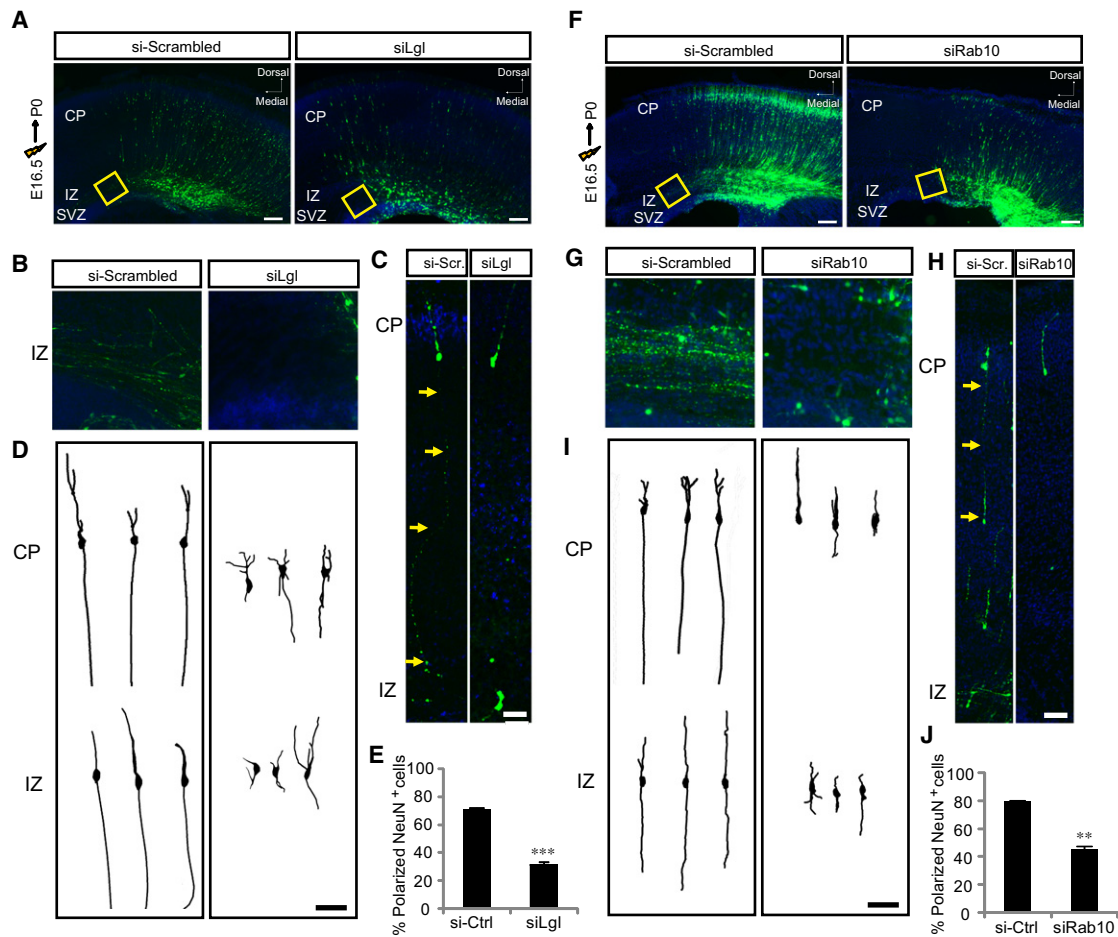 A
si-Scrambled
siLgl
E16.5
P0
CP
IZ
SVZ
Dorsal
Medial
Dorsal
Medial
B
si-Scrambled
siLgl
IZ
C
si-Scr.
siLgl
CP
IZ
D
CP
IZ
E
% Polarized NeuN + cells
100
80
60
40
20
0
***
si-Ctrl
siLgl
F
si-Scrambled
siRab10
E16.5
P0
CP
IZ
SVZ
Dorsal
Medial
CP
IZ
SVZ
Dorsal
Medial
G
si-Scrambled
siRab10
H
si-Scr.
siRab10
CP
IZ
I
CP
IZ
J
% Polarized NeuN + cells
100
80
60
40
20
0
**
si-Ctrl
siRab10